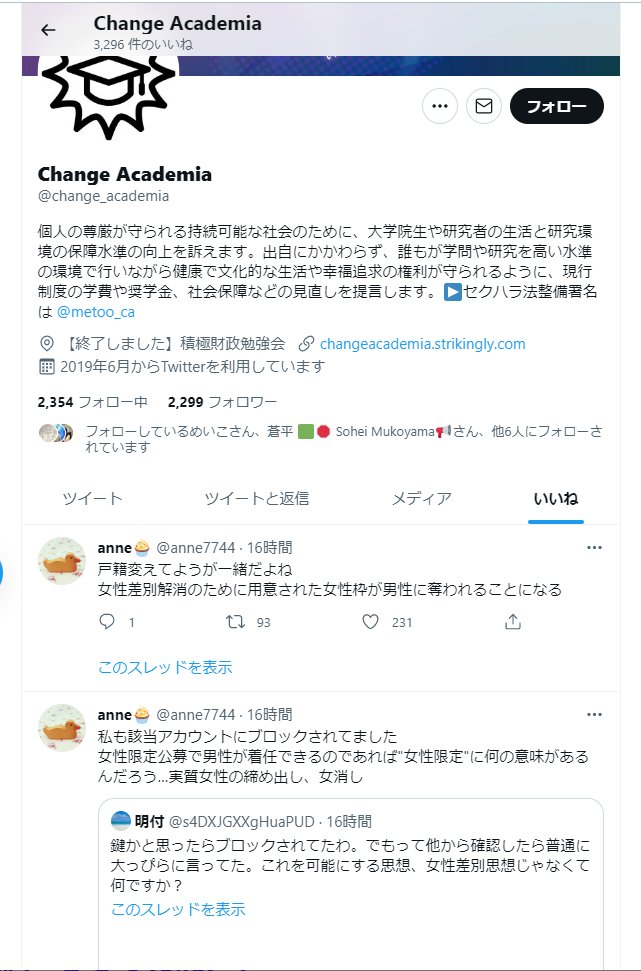 Change Academia
3,296 件のいいね
フォロー
Change Academia
@change_academia
個人の尊厳が守られる持続可能な社会のために、大学院生や研究者の生活と研究環
境の保障水準の向上を訴えます。出自にかかわらず、誰もが学問や研究を高い水準
の環境で行いながら健康で文化的な生活や幸福追求の権利が守られるように、現行
制度の学費や奨学金、社会保障などの見直しを提言します。▶セクハラ法整備署名
は @metoo_ca
【終了しました】積極財政勉強会 changeacademia.strikingly.com
2019年6月からTwitterを利用しています
2,354 フォロー中 2,299 フォロワー
フォローしているめいこさん、蒼平 🟩🛑 Sohei Mukoyama📢さん、他6人にフォローさ
れています
ツイート ツイートと返信 メディア いいね
anne🧁 @anne7744 · 16時間
戸籍変えてようが一緒だよね
女性差別解消のために用意された女性枠が男性に奪われることになる
1 93 231
このスレッドを表示
anne🧁 @anne7744 · 16時間
私も該当アカウントにブロックされてました
女性限定公募で男性が着任できるのであれば"女性限定"に何の意味がある
んだろう...実質女性の締め出し、女消し
明付 @s4DXJGXXgHuaPUD · 16時間
鍵かと思ったらブロックされてたわ。でもって他から確認したら普通に
大っぴらに言ってた。これを可能にする思想、女性差別思想じゃなくて
何ですか？
このスレッドを表示